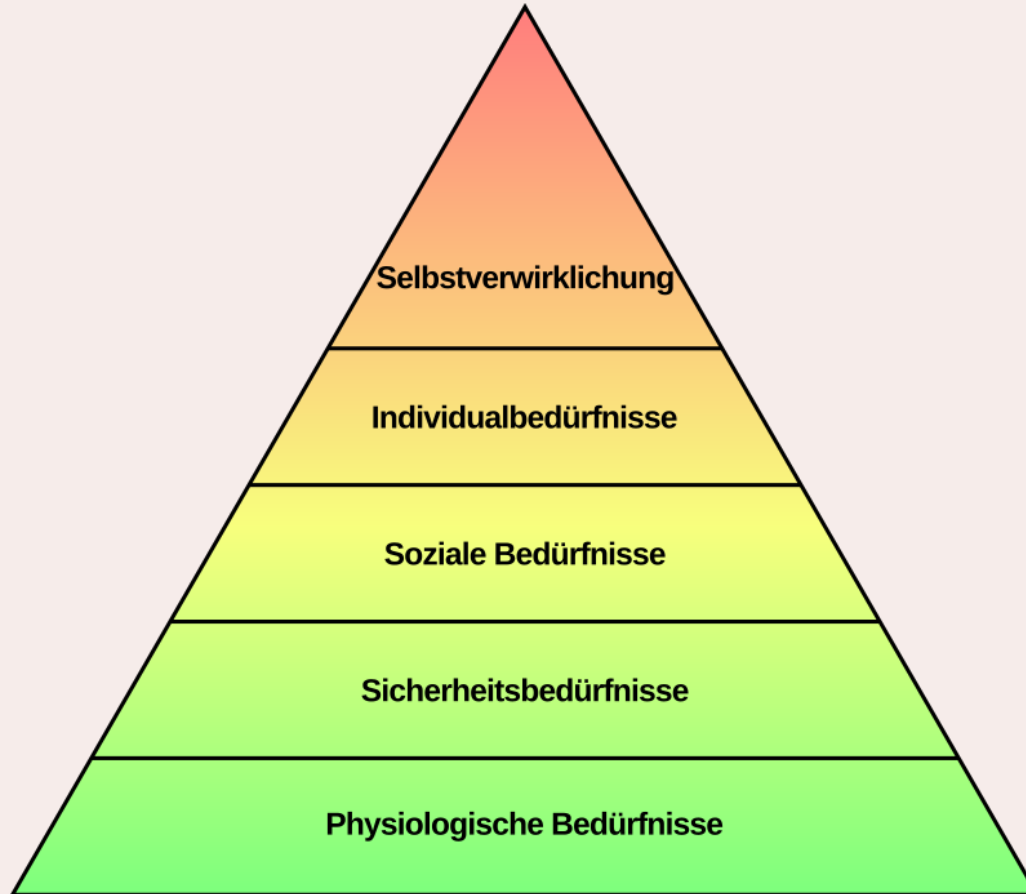 Selbstverwirklichung
Individualbedürfnisse
Soziale Bedürfnisse
Sicherheitsbedürfnisse
Physiologische Bedürfnisse